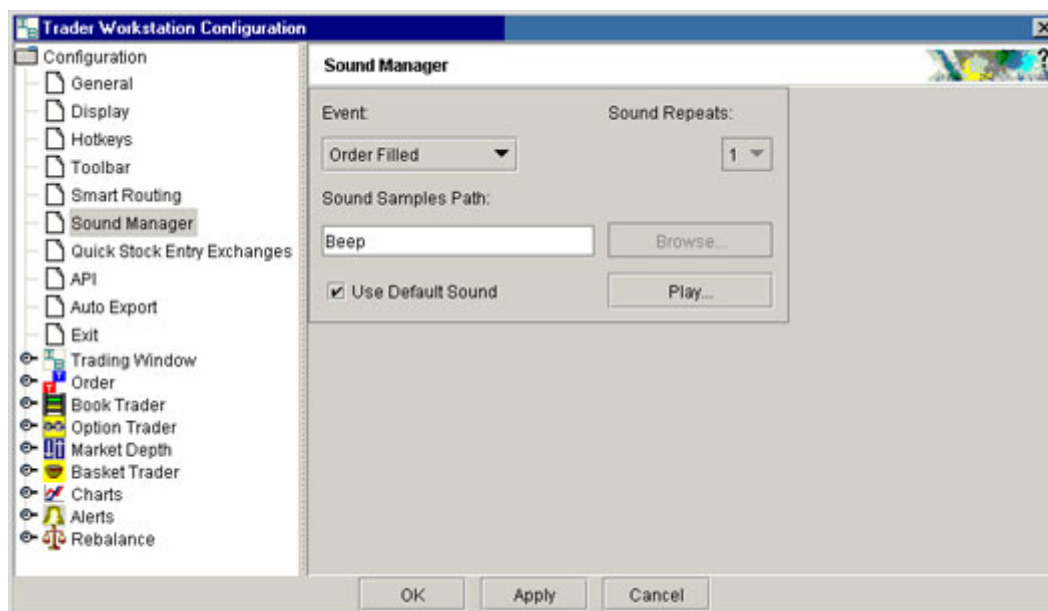 Trader Workstation Configuration
Configuration
General
Display
Hotkeys
Toolbar
Smart Routing
Sound Manager
Quick Stock Entry Exchanges
API
Auto Export
Exit
Trading Window
Order
Book Trader
Option Trader
Market Depth
Basket Trader
Charts
Alerts
Rebalance
Sound Manager
?
Event:
Sound Repeats:
Order Filled
1
Sound Samples Path:
Beep
Browse...
Use Default Sound
Play...
OK
Apply
Cancel